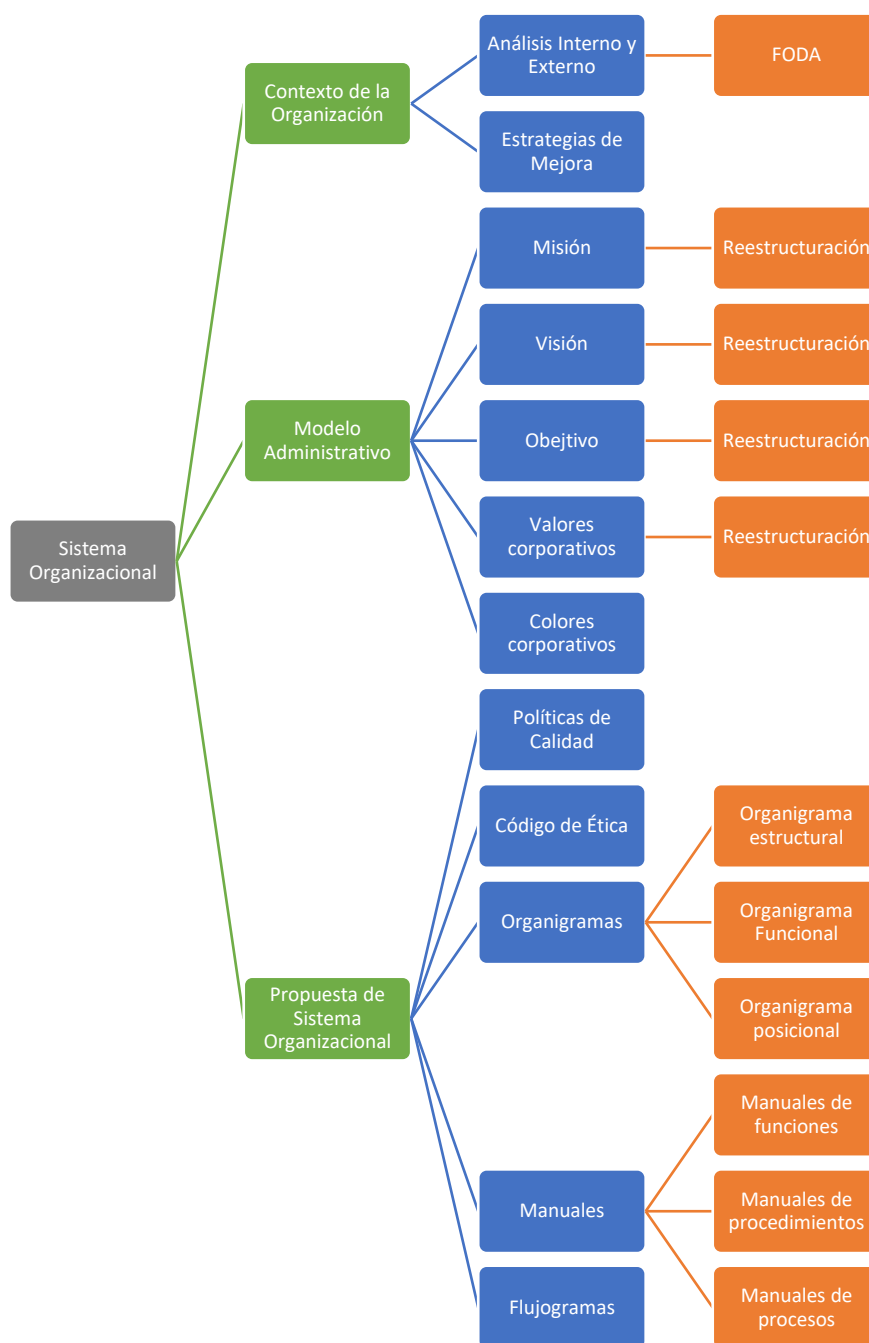 Análisis Interno y
Externo
FODA
Contexto de la
Organización
Estrategias de
Mejora
Misión
Reestructuración
Visión
Reestructuración
Modelo
Administrativo
Obejtivo
Reestructuración
Valores
corporativos
Reestructuración
Sistema
Organizacional
Colores
corporativos
Políticas de
Calidad
Código de Ética
Organigrama
estructural
Organigramas
Organigrama
Funcional
Propuesta de
Sistema
Organizacional
Organigrama
posicional
Manuales de
funciones
Manuales
Manuales de
procedimientos
Flujogramas
Manuales de
procesos